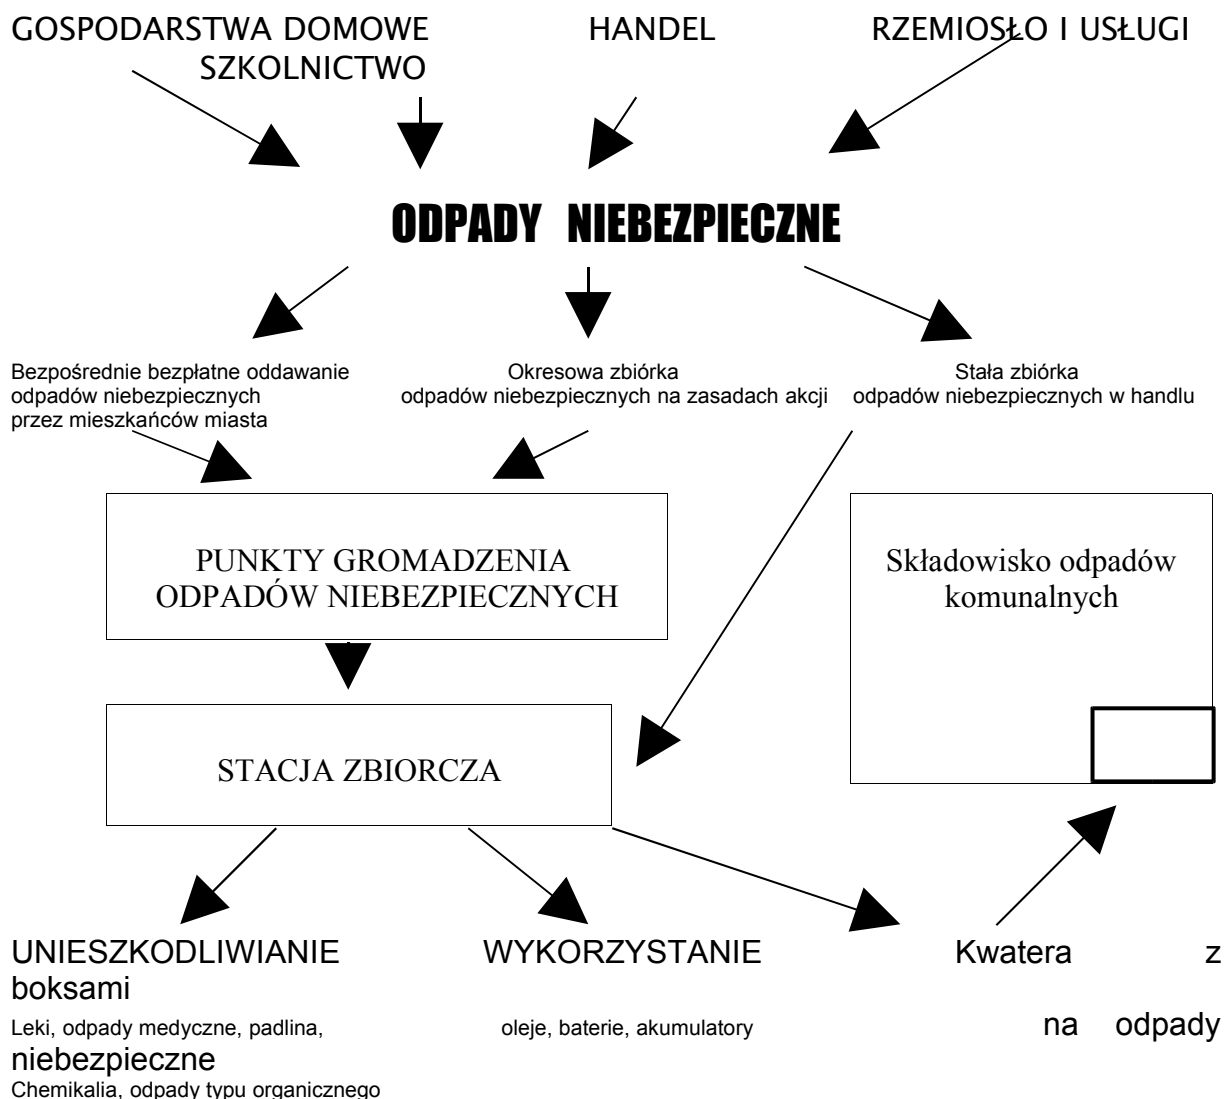 GOSPODARSTWA DOMOWE HANDEL RZEMIOSŁO I USŁUGI
SZKOLNICTWO
ODPADY NIEBEZPIECZNE
Bezpośrednie bezpłatne oddawanie Okresowa zbiórka Stała zbiórka
odpadów niebezpiecznych odpadów niebezpiecznych na zasadach akcji odpadów niebezpiecznych w handlu
przez mieszkańców miasta
PUNKTY GROMADZENIA
ODPADÓW NIEBEZPIECZNYCH
Składowisko odpadów
komunalnych
STACJA ZBIORCZA
UNIESZKODLIWIANIE WYKORZYSTANIE Kwatera z
boksami
Leki, odpady medyczne, padlina, oleje, baterie, akumulatory na odpady
niebezpieczne
Chemikalia, odpady typu organicznego